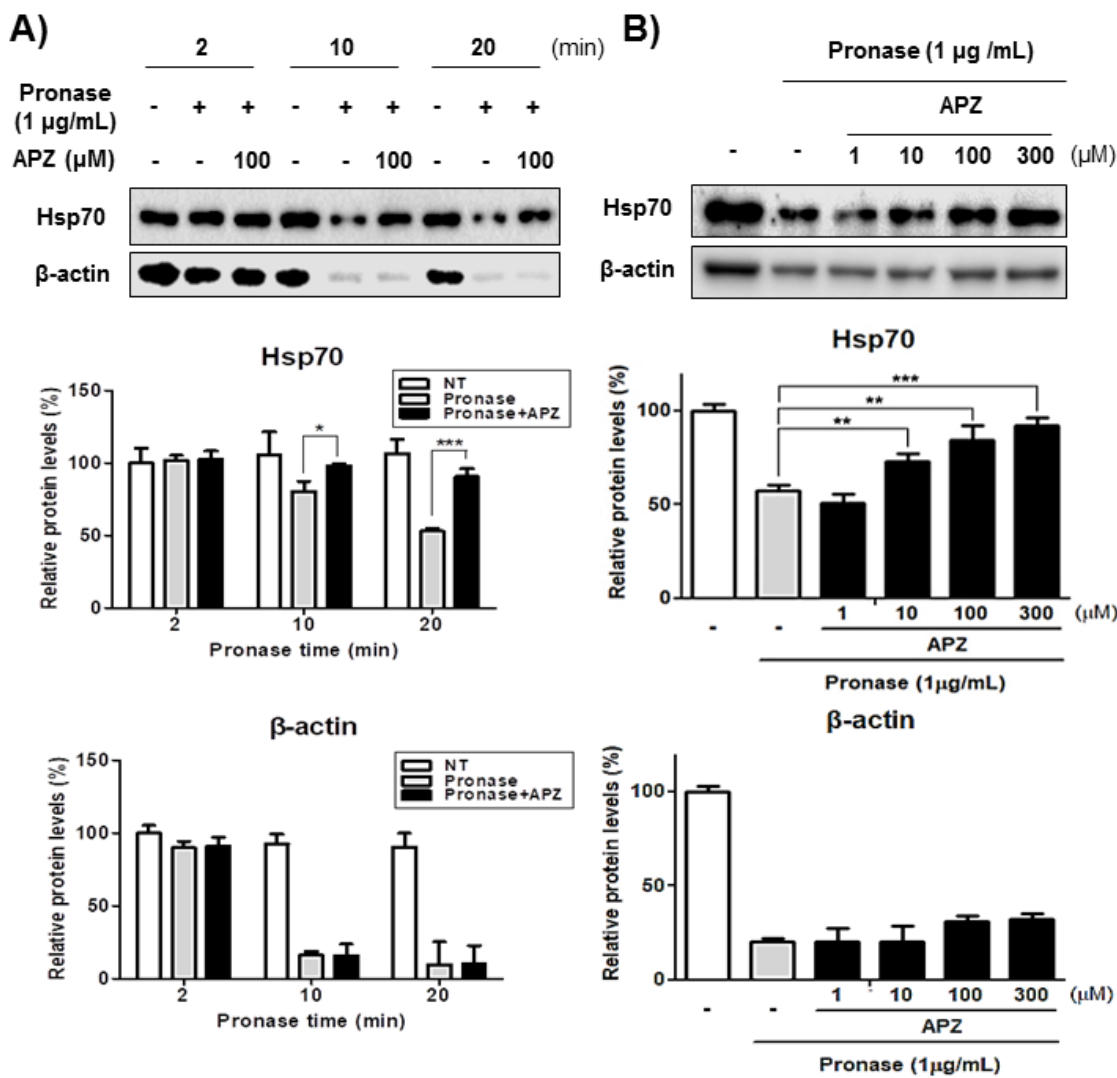 A)
2 10 20 (min)
Pronase
(1 µg/mL)
- + + - + + - + +
APZ (µM) - - 100 - - 100 - - 100
Hsp70
β-actin
Hsp70
NT
Pronase
Pronase+APZ
Relative protein levels (%)
150
100
50
0
* ***
2 10 20
Pronase time (min)
β-actin
NT
Pronase
Pronase+APZ
Relative protein levels (%)
150
100
50
0
2 10 20
Pronase time (min)
B)
Pronase (1 µg /mL)
APZ
- - 1 10 100 300 (µM)
Hsp70
β-actin
Hsp70
Relative protein levels (%)
100
50
0
***
**
**
- - 1 10 100 300 (µM)
APZ
Pronase (1µg/mL)
β-actin
Relative protein levels (%)
100
50
0
- - 1 10 100 300 (µM)
APZ
Pronase (1µg/mL)